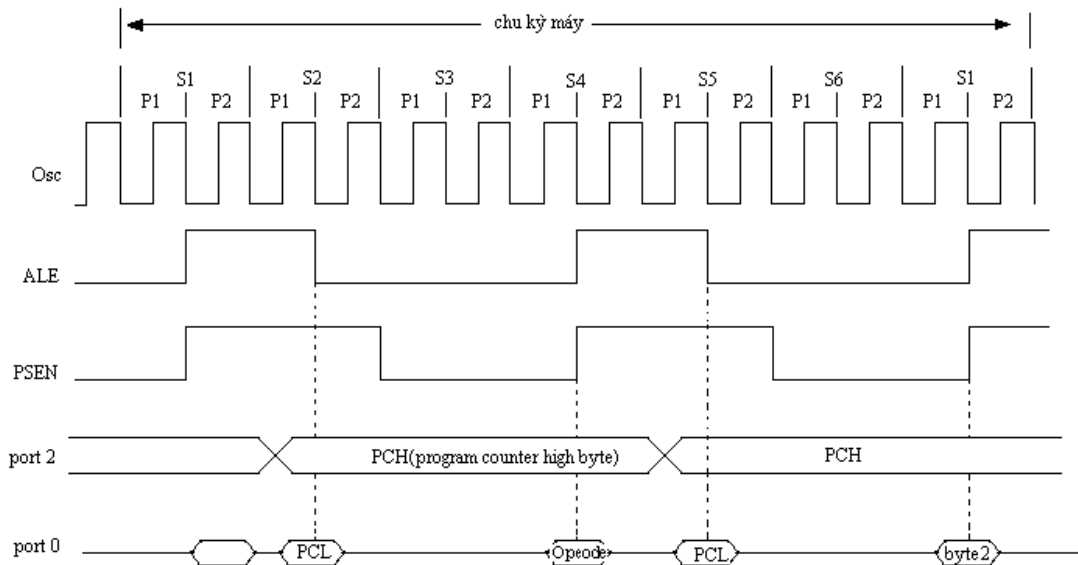 chu kỳ máy
S1 S2 S3 S4 S5 S6 S1
P1 P2 P1 P2 P1 P2 P1 P2 P1 P2 P1 P2 P1 P2
Osc
ALE
PSEN
port 2 PCH(program counter high byte) PCH
port 0 PCL Opcode PCL byte2